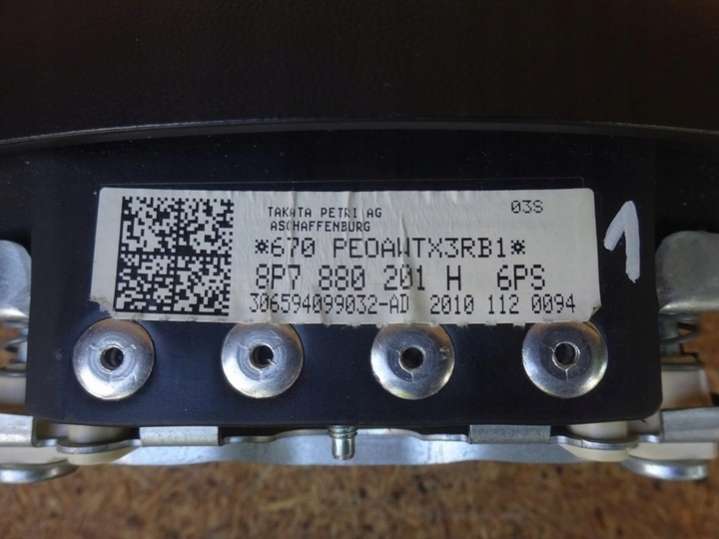 TAKATA PETRI AG 03S
ASCHAFFENBURG
*670 PEOAWTX3RB1*
8P7 880 201 H 6PS
306594099032-AD 2010 112 0094
1